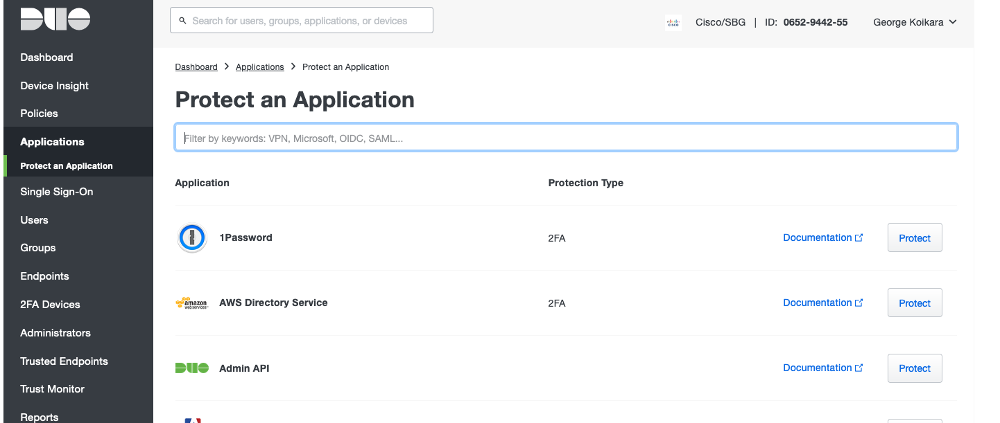 DUO
Search for users, groups, applications, or devices
CISCO
Cisco/SBG | ID: 0652-9442-55
George Koikara
Dashboard
Device Insight
Policies
Applications
Protect an Application
Single Sign-On
Users
Groups
Endpoints
2FA Devices
Administrators
Trusted Endpoints
Trust Monitor
Reports
Dashboard > Applications > Protect an Application
Protect an Application
Filter by keywords: VPN, Microsoft, OIDC, SAML...
Application Protection Type
1Password 2FA Documentation Protect
amazon
webservices™
AWS Directory Service 2FA Documentation Protect
DUO Admin API Documentation Protect